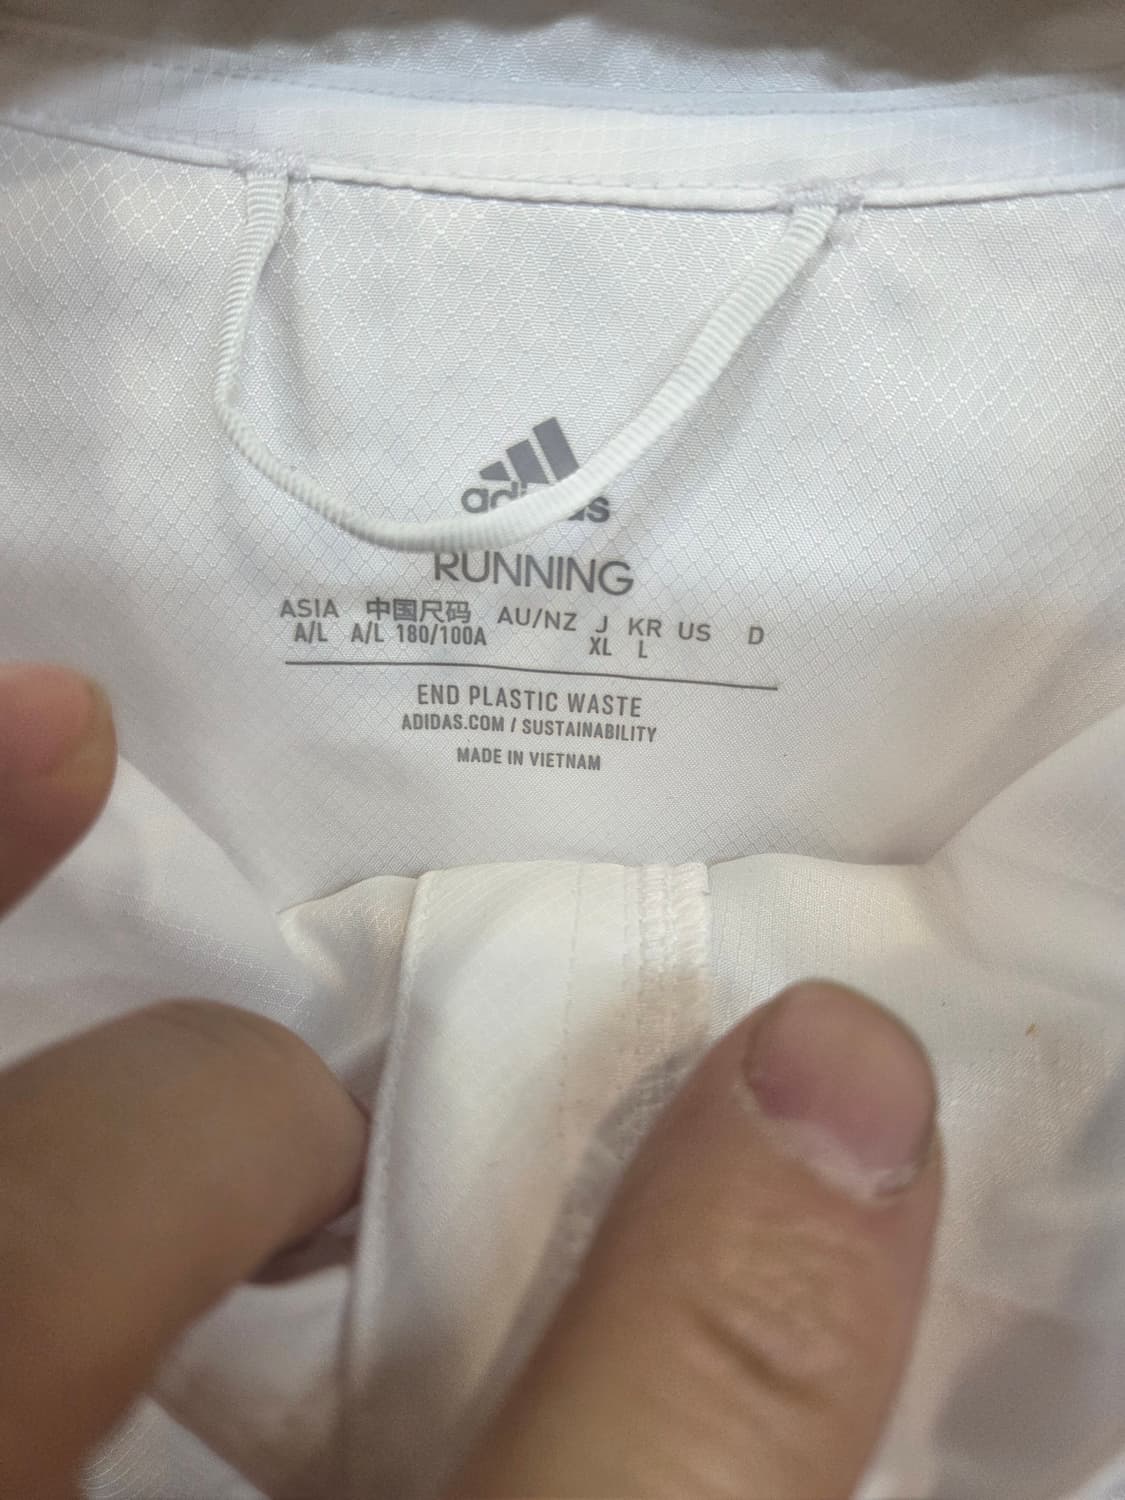 adidas
RUNNING
ASIA 中国尺码 AU/NZ J KR US D
A/L A/L 180/100A XL L
END PLASTIC WASTE
ADIDAS.COM / SUSTAINABILITY
MADE IN VIETNAM